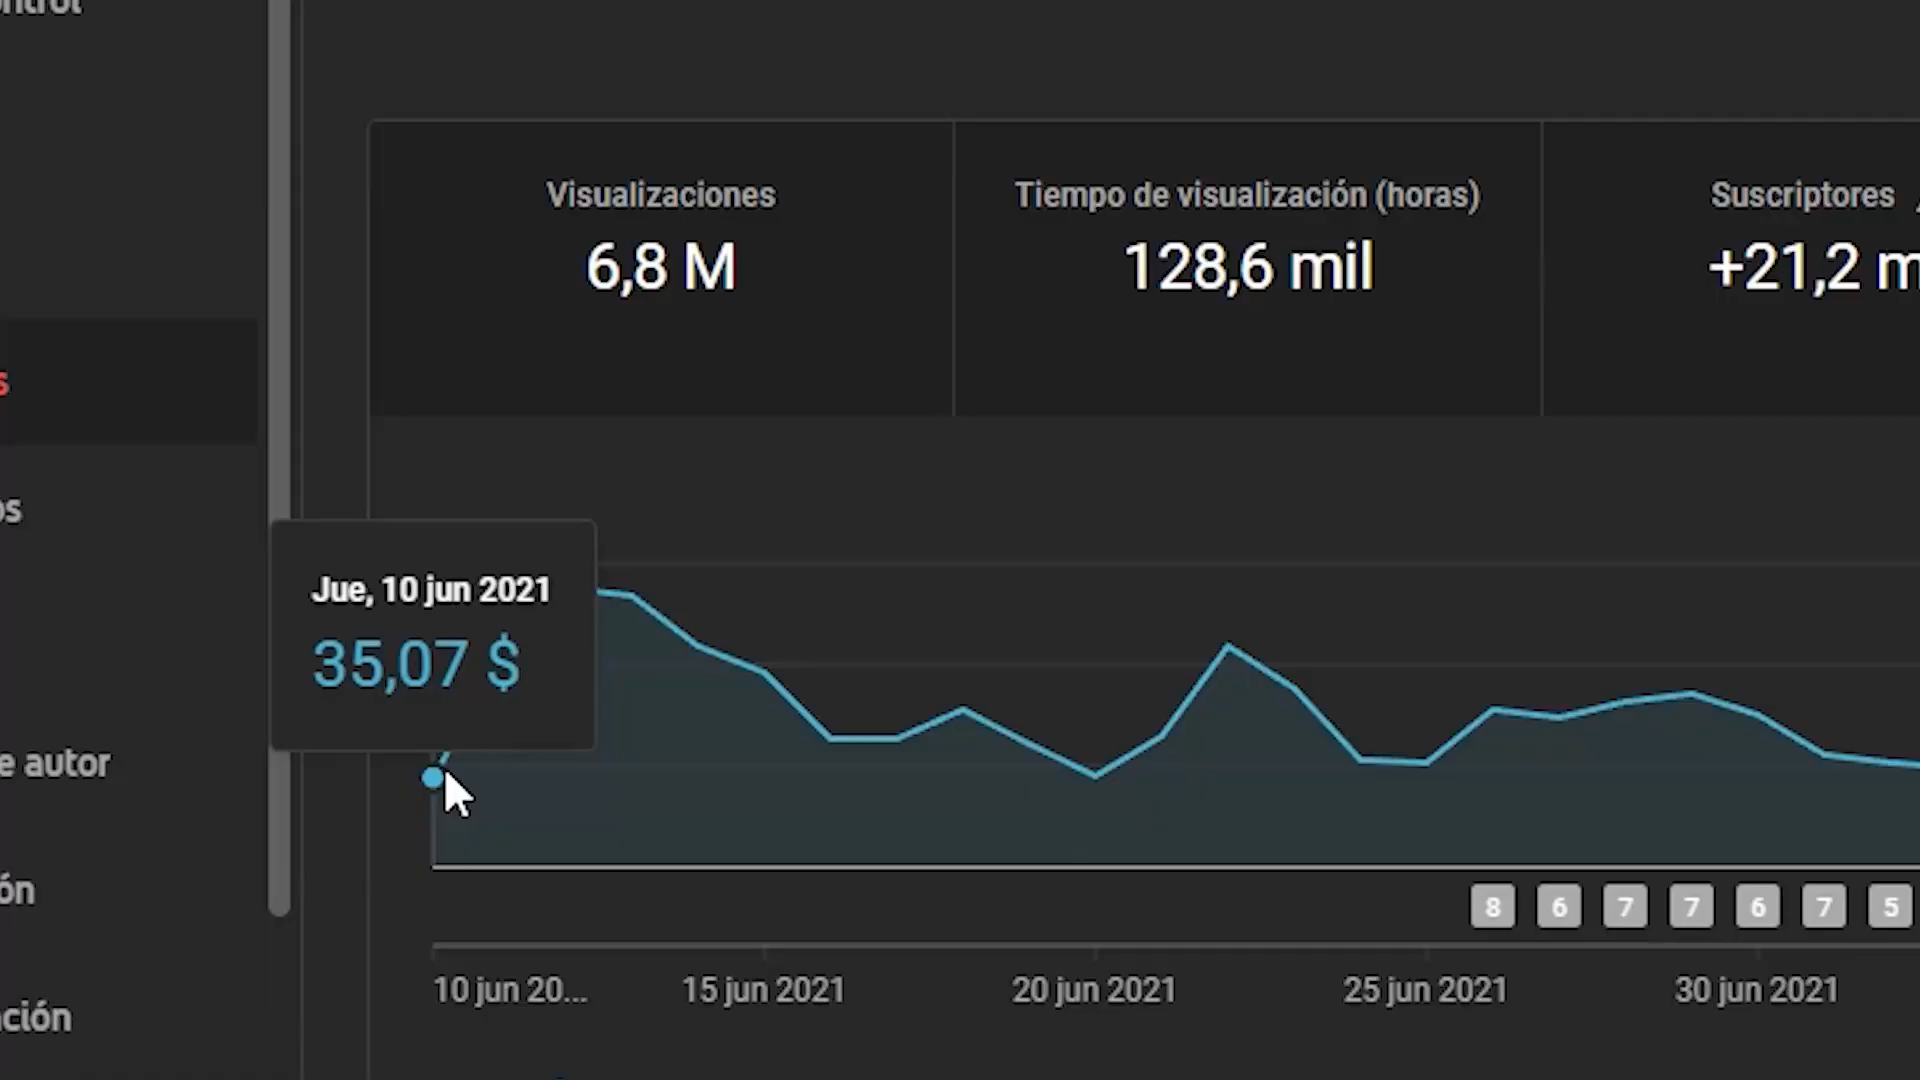 Visualizaciones
6,8 M
Tiempo de visualización (horas)
128,6 mil
Suscriptores
+21,2
Jue, 10 jun 2021
35,07 $
e autor
8 6 7 7 6 7 5
10 jun 20... 15 jun 2021 20 jun 2021 25 jun 2021 30 jun 2021